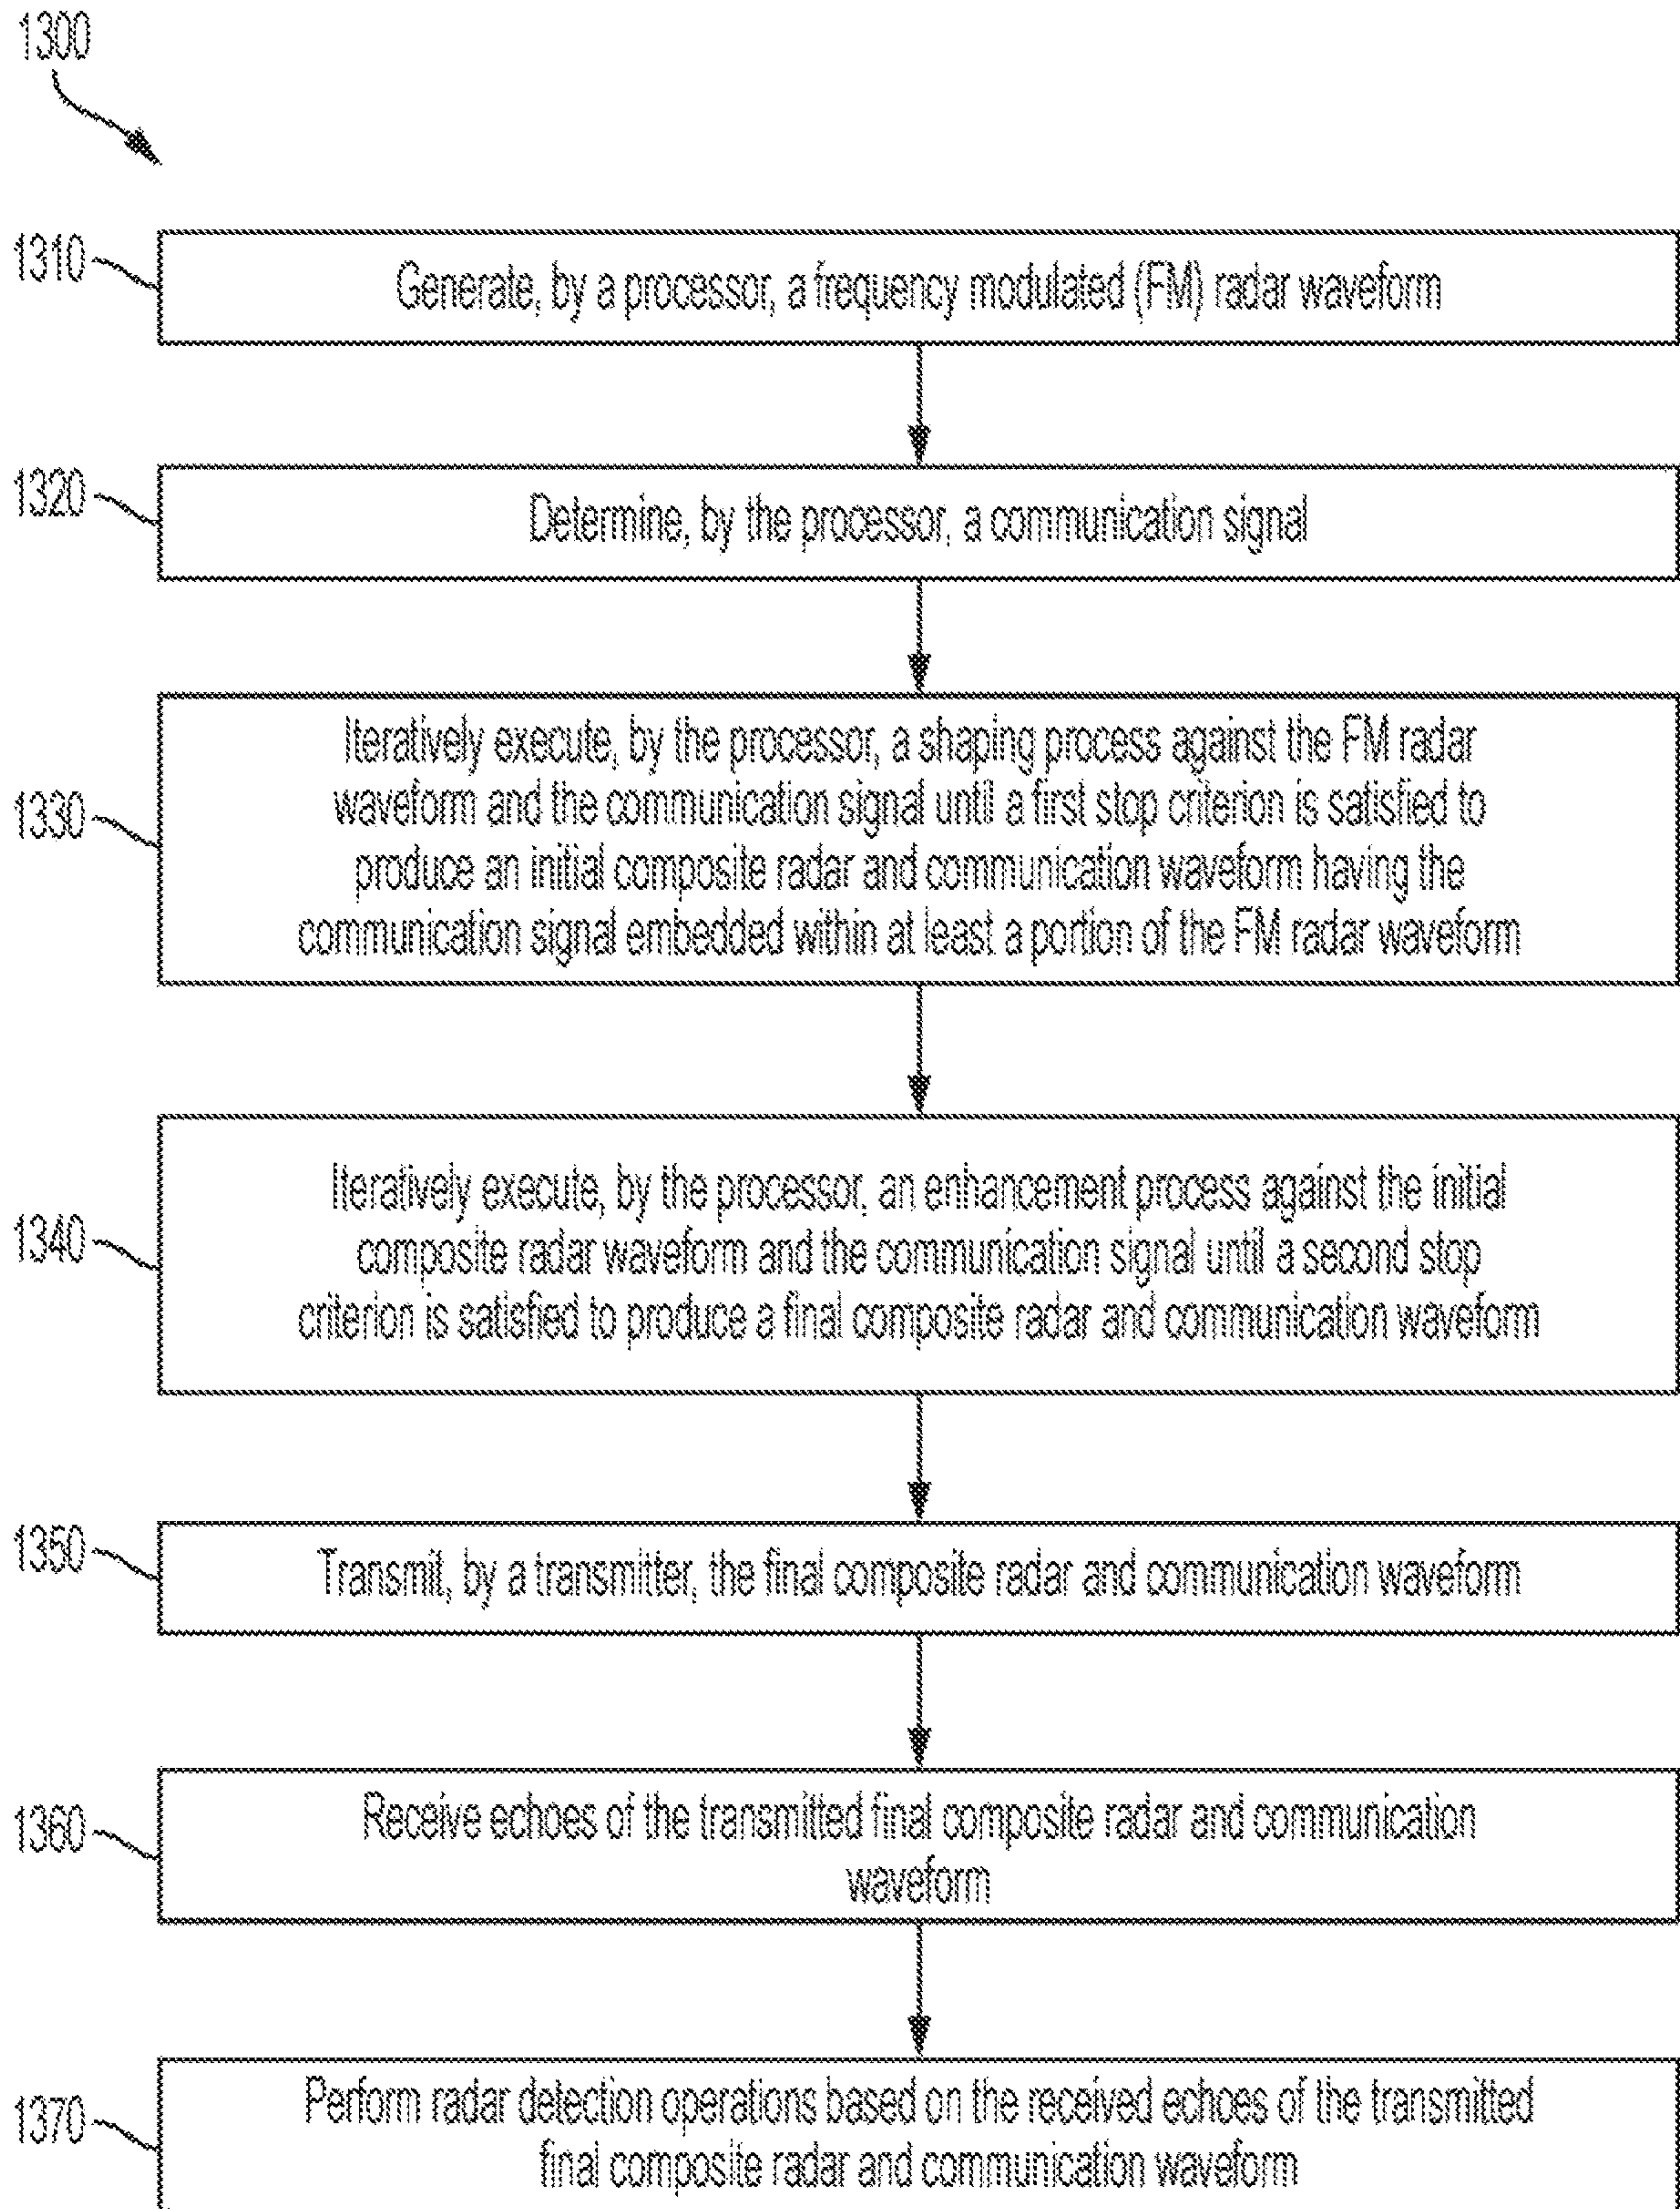 1300
1310
Generate, by a processor, a frequency modulated (FM) radar waveform
1320
Determine, by the processor, a communication signal
1330
Iteratively execute, by the processor, a shaping process against the FM radar
waveform and the communication signal until a first stop criterion is satisfied to
produce an initial composite radar and communication waveform having the
communication signal embedded within at least a portion of the FM radar waveform
1340
Iteratively execute, by the processor, an enhancement process against the initial
composite radar waveform and the communication signal until a second stop
criterion is satisfied to produce a final composite radar and communication waveform
1350
Transmit, by a transmitter, the final composite radar and communication waveform
1360
Receive echoes of the transmitted final composite radar and communication
waveform
1370
Perform radar detection operations based on the received echoes of the transmitted
final composite radar and communication waveform